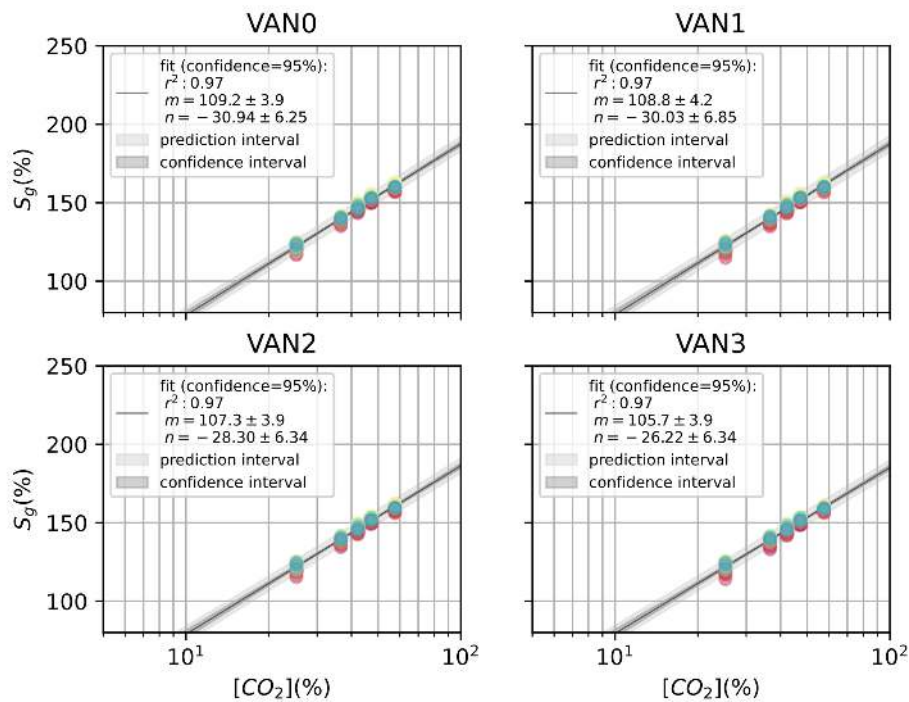 VAN0
250
200
150
100
S_g(%)
fit (confidence=95%):
r² : 0.97
m = 109.2 ± 3.9
n = − 30.94 ± 6.25
prediction interval
confidence interval
VAN1
fit (confidence=95%):
r² : 0.97
m = 108.8 ± 4.2
n = − 30.03 ± 6.85
prediction interval
confidence interval
VAN2
250
200
150
100
S_g(%)
fit (confidence=95%):
r² : 0.97
m = 107.3 ± 3.9
n = − 28.30 ± 6.34
prediction interval
confidence interval
10¹ 10²
[CO₂](%)
VAN3
fit (confidence=95%):
r² : 0.97
m = 105.7 ± 3.9
n = − 26.22 ± 6.34
prediction interval
confidence interval
10¹ 10²
[CO₂](%)